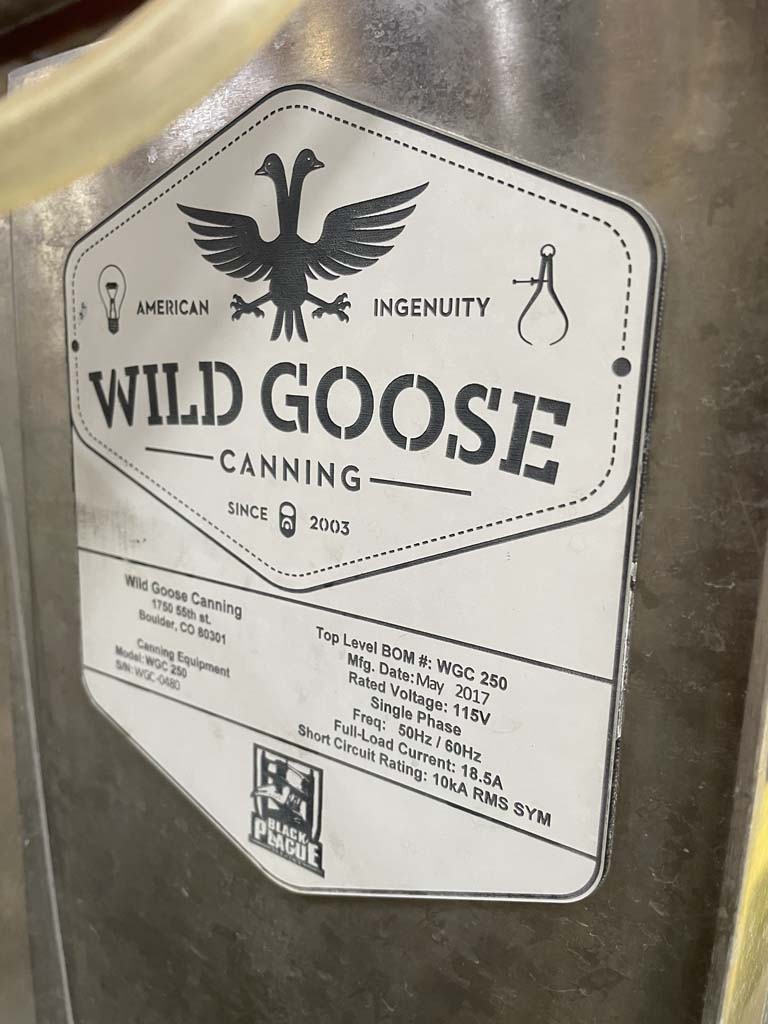 AMERICAN INGENUITY
WILD GOOSE
CANNING
SINCE 2003
Wild Goose Canning
1750 55th st.
Boulder, CO 80301
Canning Equipment
Model: WGC 250
S/N: WGC-0480
Top Level BOM #: WGC 250
Mfg. Date: May 2017
Rated Voltage: 115V
Single Phase
Freq: 50Hz / 60Hz
Full-Load Current: 18.5A
Short Circuit Rating: 10kA RMS SYM
BLACK
PLAGUE